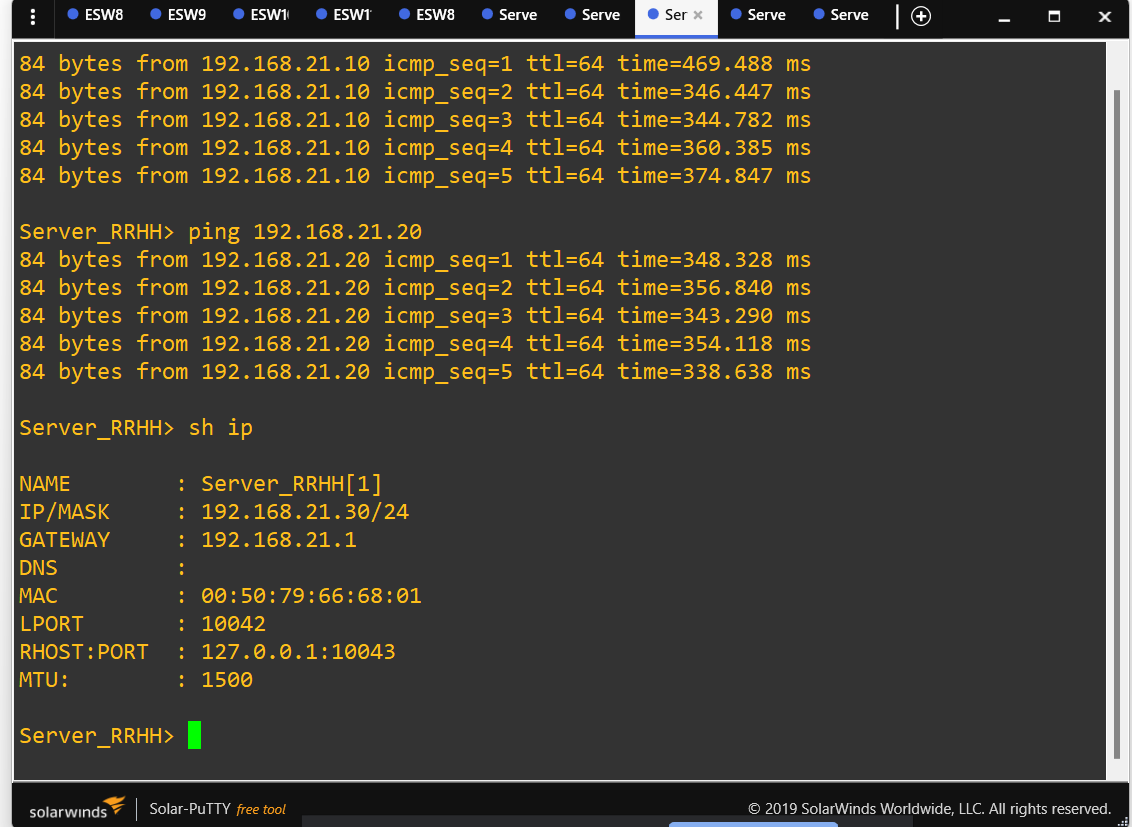 ESW8 ESW9 ESW1 ESW1 ESW8 Serve Serve Ser × Serve Serve
84 bytes from 192.168.21.10 icmp_seq=1 ttl=64 time=469.488 ms
84 bytes from 192.168.21.10 icmp_seq=2 ttl=64 time=346.447 ms
84 bytes from 192.168.21.10 icmp_seq=3 ttl=64 time=344.782 ms
84 bytes from 192.168.21.10 icmp_seq=4 ttl=64 time=360.385 ms
84 bytes from 192.168.21.10 icmp_seq=5 ttl=64 time=374.847 ms
Server_RRHH> ping 192.168.21.20
84 bytes from 192.168.21.20 icmp_seq=1 ttl=64 time=348.328 ms
84 bytes from 192.168.21.20 icmp_seq=2 ttl=64 time=356.840 ms
84 bytes from 192.168.21.20 icmp_seq=3 ttl=64 time=343.290 ms
84 bytes from 192.168.21.20 icmp_seq=4 ttl=64 time=354.118 ms
84 bytes from 192.168.21.20 icmp_seq=5 ttl=64 time=338.638 ms
Server_RRHH> sh ip
NAME : Server_RRHH[1]
IP/MASK : 192.168.21.30/24
GATEWAY : 192.168.21.1
DNS :
MAC : 00:50:79:66:68:01
LPORT : 10042
RHOST:PORT : 127.0.0.1:10043
MTU: : 1500
Server_RRHH>
solarwinds Solar-PuTTY free tool © 2019 SolarWinds Worldwide, LLC. All rights reserved.